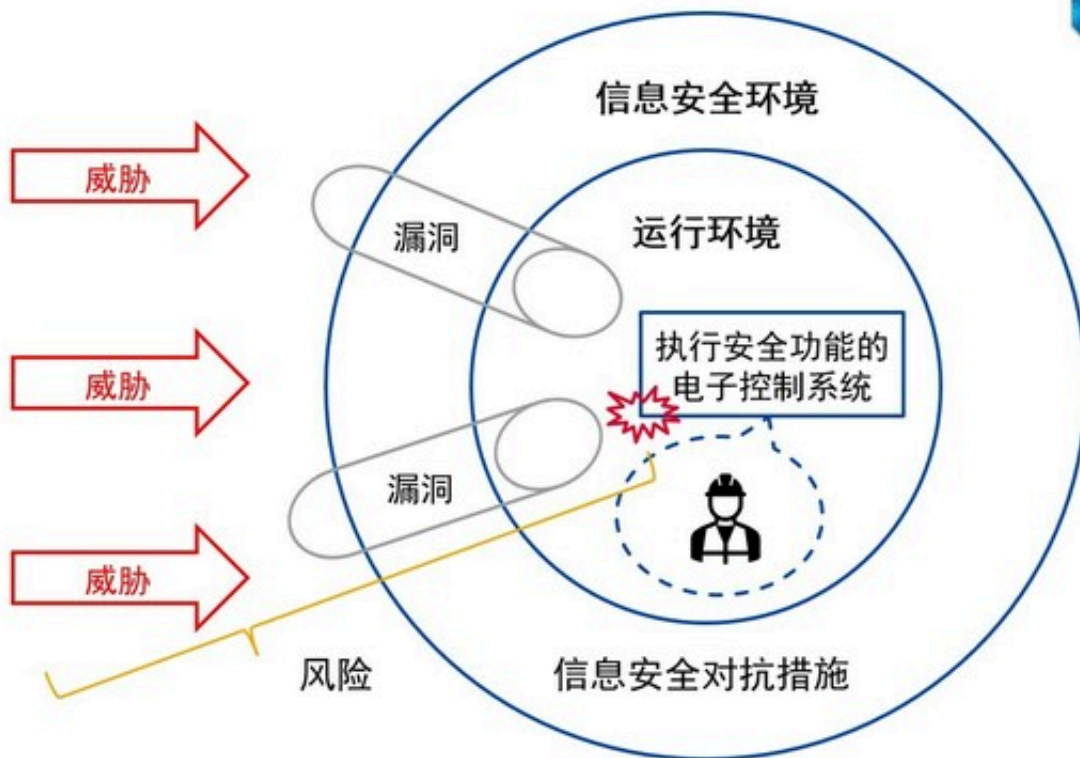 信息安全环境
威胁
漏洞
运行环境
执行安全功能的
电子控制系统
威胁
漏洞
威胁
风险
信息安全对抗措施